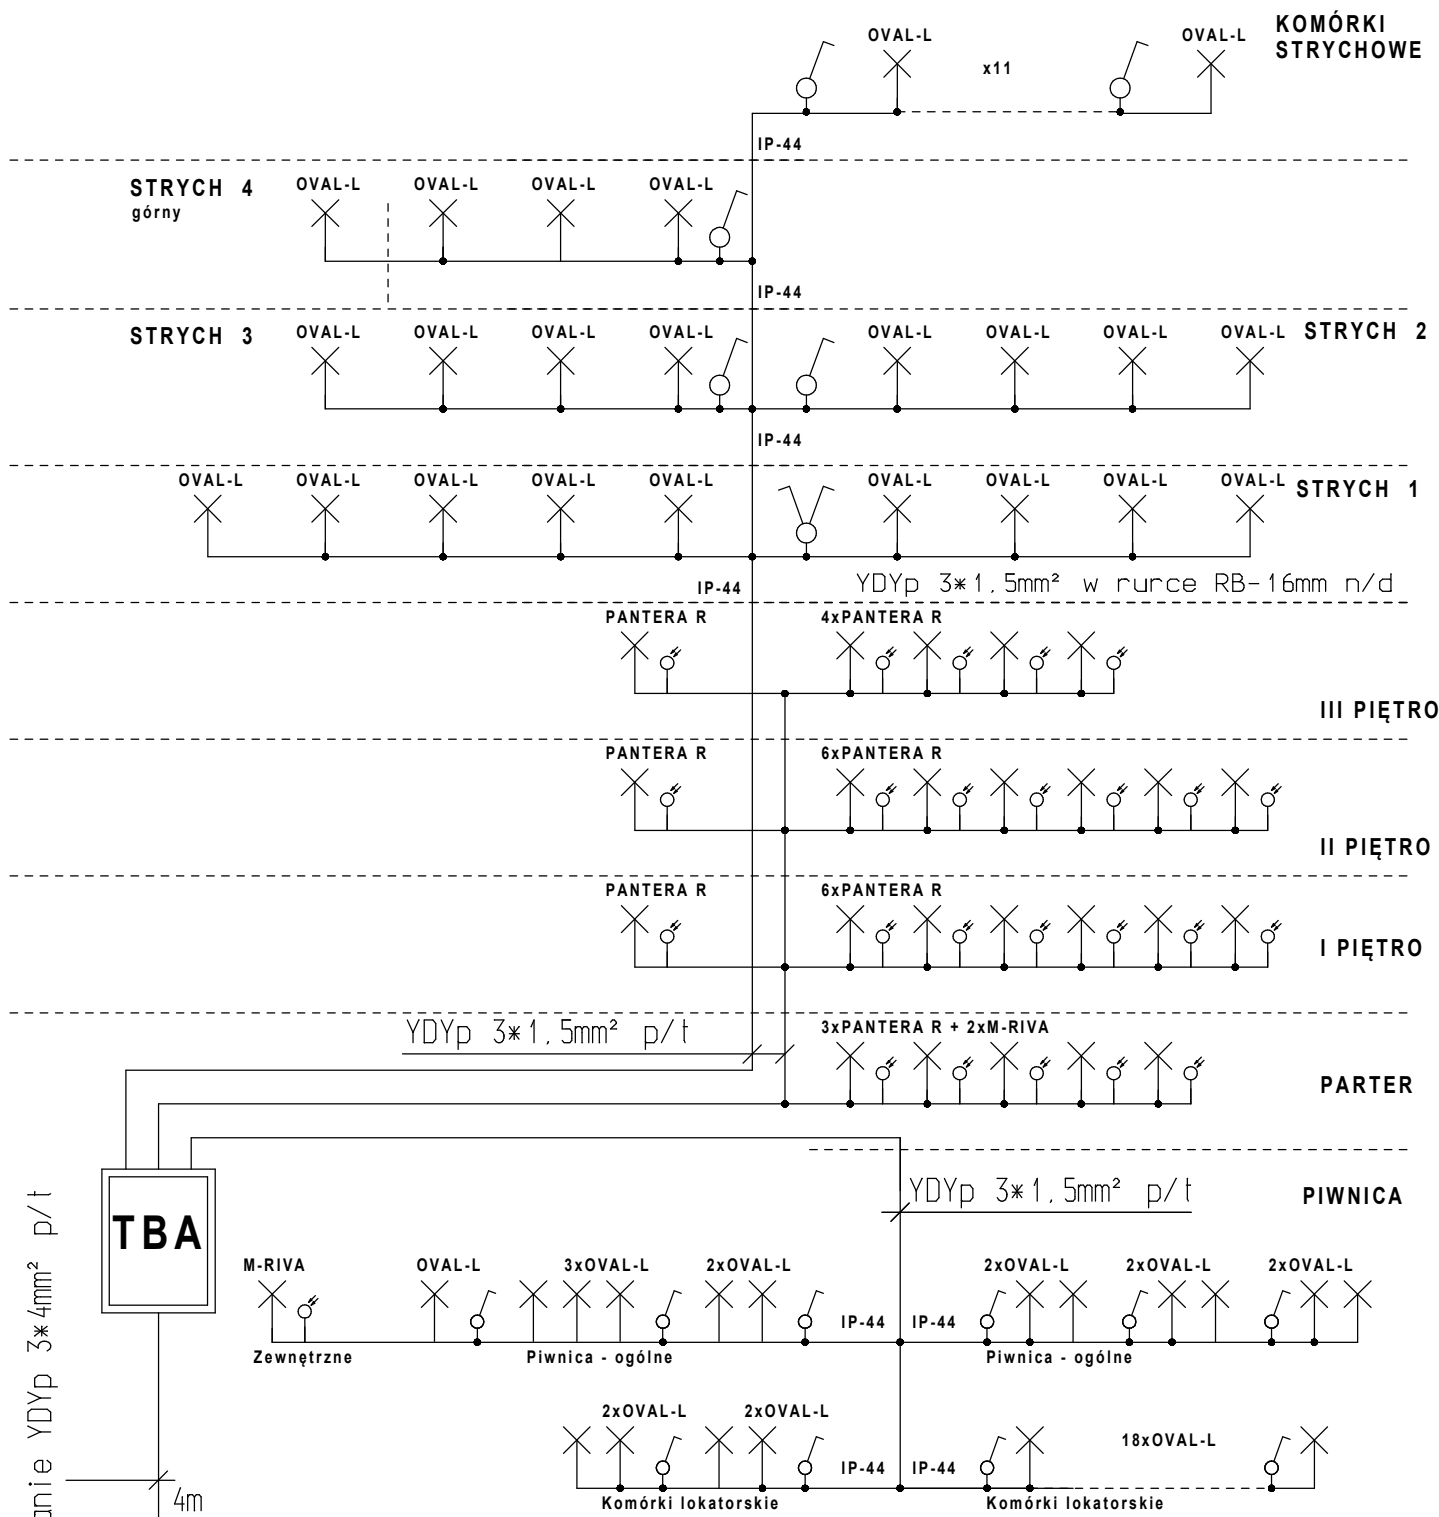 OVAL-L
x11
OVAL-L
KOMÓRKI
STRYCHOWE
IP-44
STRYCH 4
górny
OVAL-L OVAL-L OVAL-L OVAL-L
IP-44
STRYCH 3
OVAL-L OVAL-L OVAL-L OVAL-L OVAL-L OVAL-L OVAL-L OVAL-L
STRYCH 2
IP-44
OVAL-L OVAL-L OVAL-L OVAL-L OVAL-L OVAL-L OVAL-L OVAL-L OVAL-L
STRYCH 1
IP-44
YDYp 3*1,5mm² w rurce RB-16mm n/d
PANTERA R
4xPANTERA R
III PIĘTRO
PANTERA R
6xPANTERA R
II PIĘTRO
PANTERA R
6xPANTERA R
I PIĘTRO
YDYp 3*1,5mm² p/t
3xPANTERA R + 2xM-RIVA
PARTER
TBA
YDYp 3*1,5mm² p/t
PIWNICA
M-RIVA
OVAL-L
3xOVAL-L
2xOVAL-L
2xOVAL-L
2xOVAL-L
2xOVAL-L
IP-44 IP-44
Zewnętrzne
Piwnica - ogólne
Piwnica - ogólne
2xOVAL-L
2xOVAL-L
18xOVAL-L
IP-44 IP-44
Komórki lokatorskie
Komórki lokatorskie
YDYp 3*4mm² p/t
4m